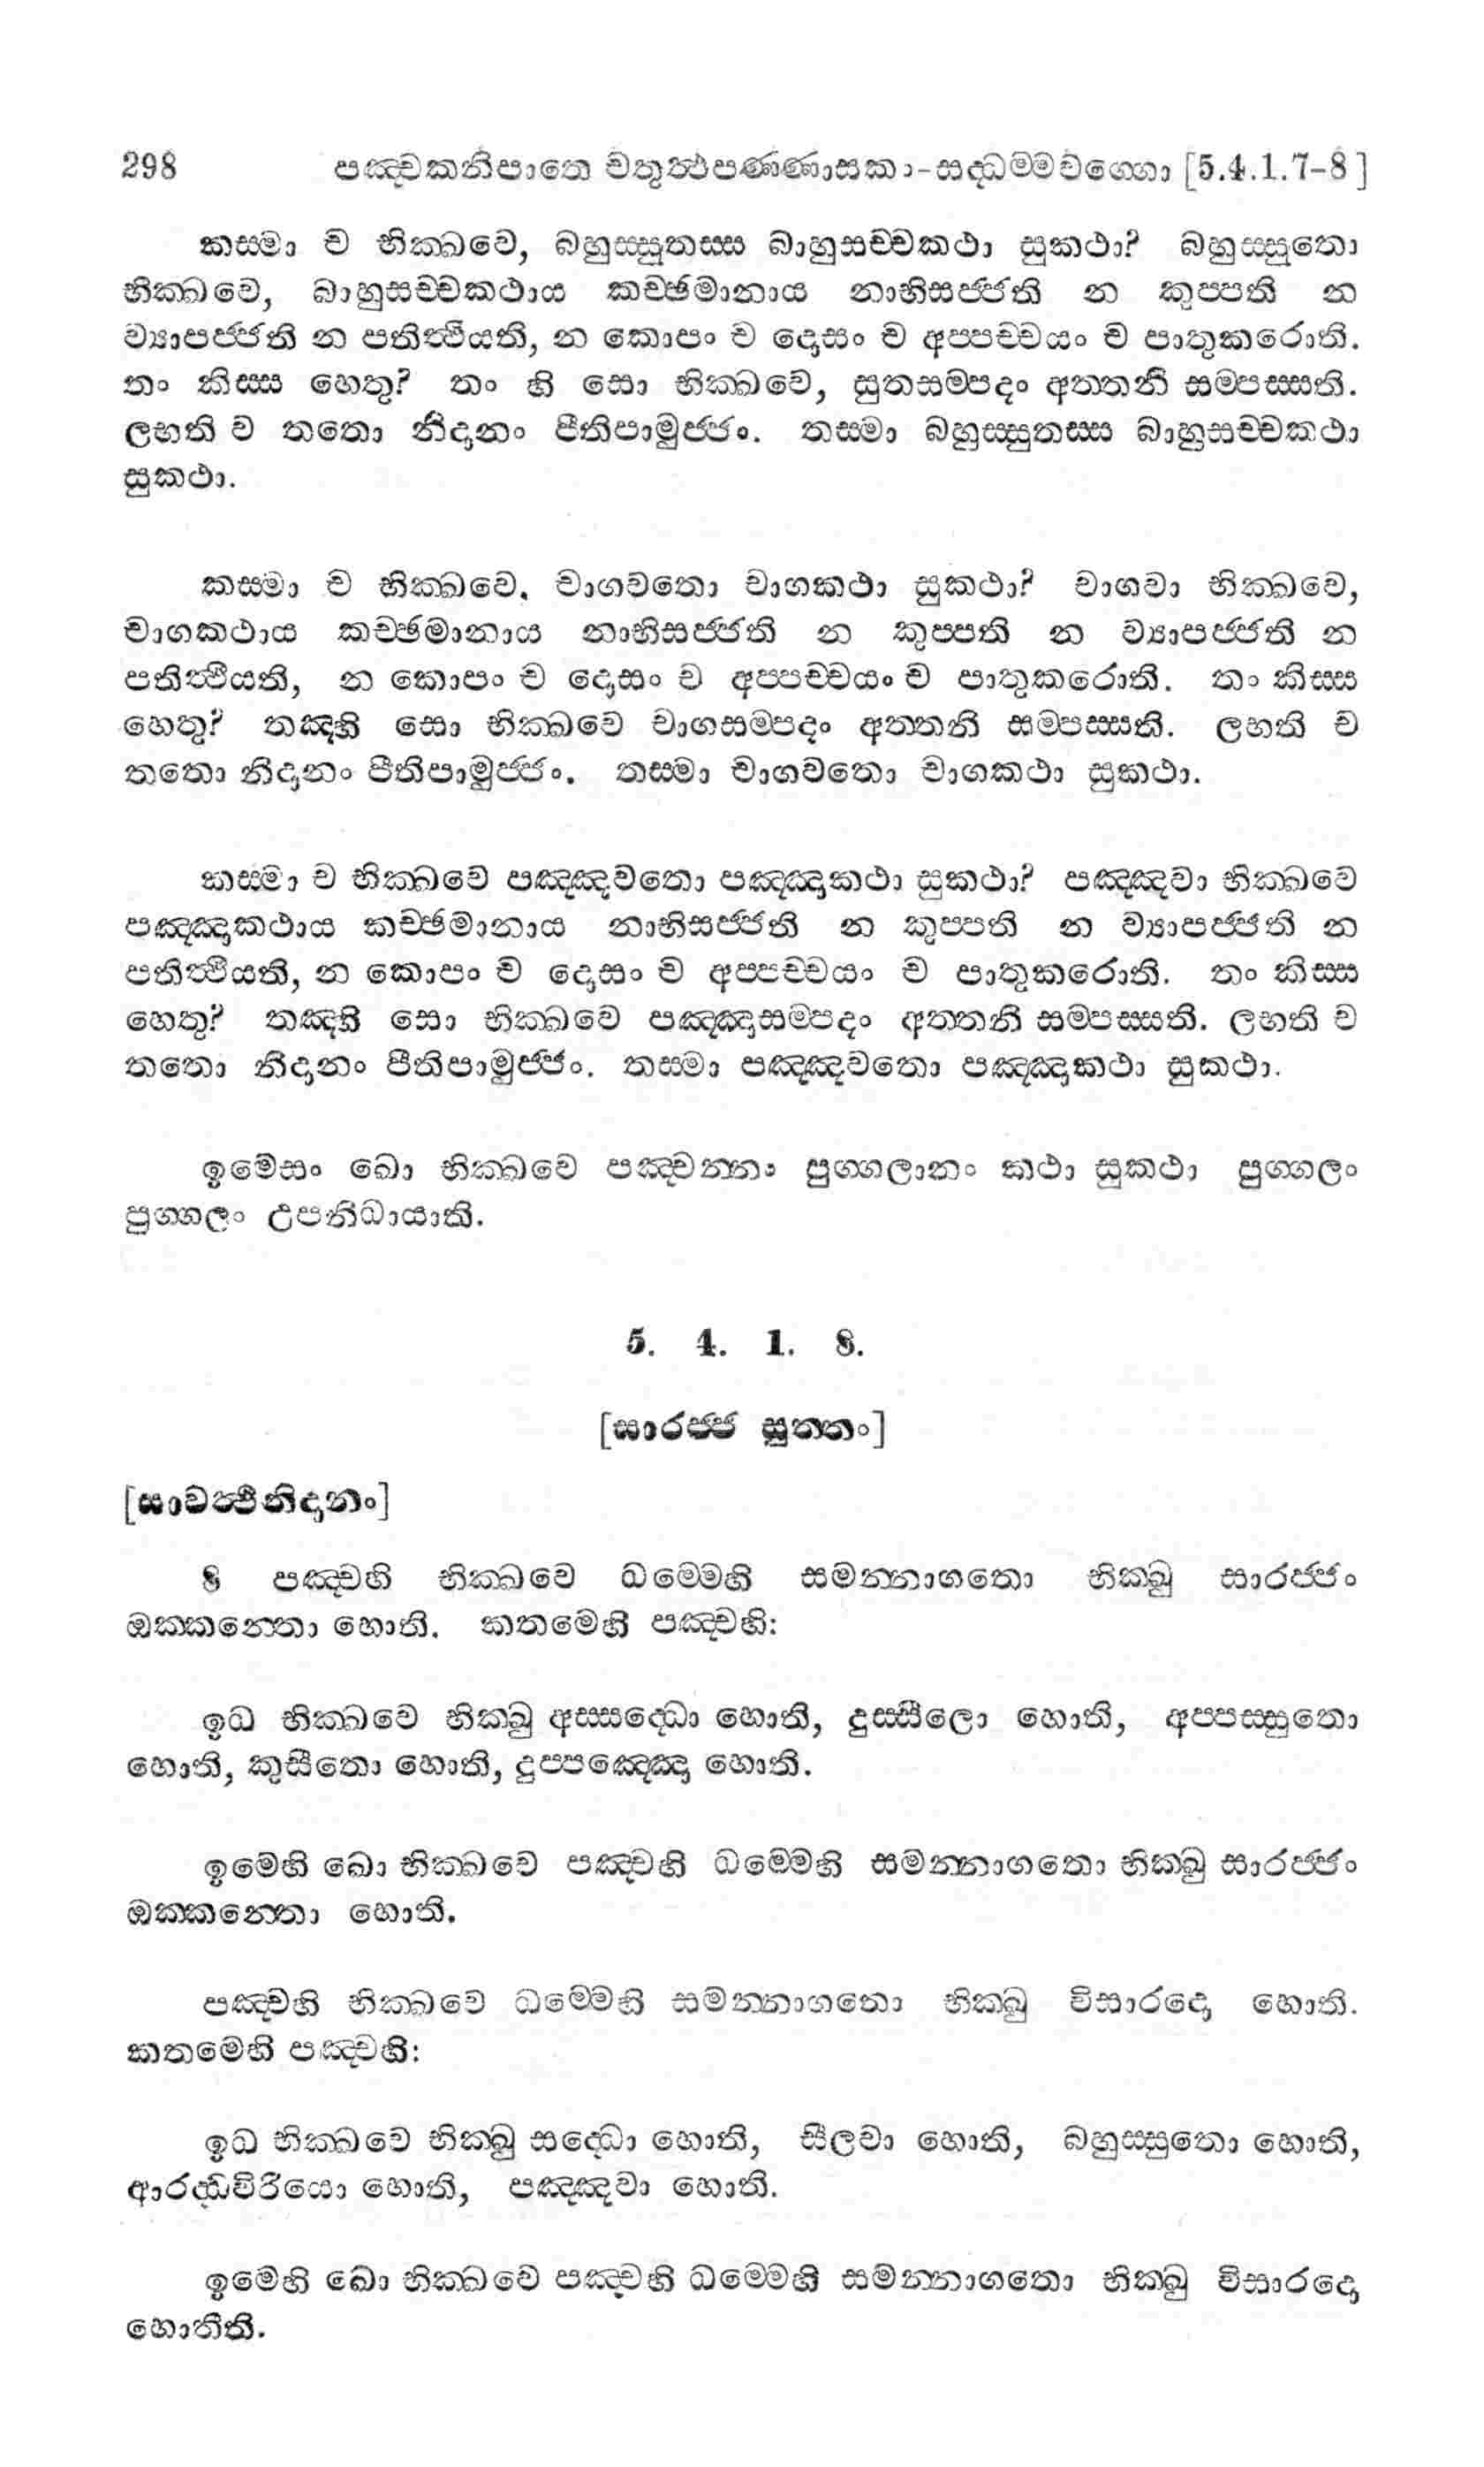 298 පඤ්චකනිපාතෙ චතුත්‍ථපණ්ණාසකා-සද්ධම්මවග්ගො [5.4.1.7-8]
කස්මා ච භික්ඛවෙ, බහුස්සුතස්ස බාහුසච්චකථා සුකථා? බහුස්සුතො
භික්ඛවෙ, බාහුසච්චකථාය කච්ඡමානාය නාභිසජ්ජති න කුප්පති න
ව්‍යාපජ්ජති න පතිත්‍ථීයති, න කොපං ච දොසං ච අප්පච්චයං ච පාතුකරොති.
තං කිස්ස හෙතු? තං හි සො භික්ඛවෙ, සුතසම්පදං අත්තනි සම්පස්සති.
ලභති ච තතො නිදානං පීතිපාමුජ්ජං. තස්මා බහුස්සුතස්ස බාහුසච්චකථා
සුකථා.
කස්මා ච භික්ඛවෙ, චාගවතො චාගකථා සුකථා? චාගවා භික්ඛවෙ,
චාගකථාය කච්ඡමානාය නාභිසජ්ජති න කුප්පති න ව්‍යාපජ්ජති න
පතිත්‍ථීයති, න කොපං ච දොසං ච අප්පච්චයං ච පාතුකරොති. තං කිස්ස
හෙතු? තඤ්හි සො භික්ඛවෙ චාගසම්පදං අත්තනි සම්පස්සති. ලහති ච
තතො නිදානං පීතිපාමුජ්ජං. තස්මා චාගවතො චාගකථා සුකථා.
කස්මා ච භික්ඛවෙ පඤ්ඤවතො පඤ්ඤාකථා සුකථා? පඤ්ඤවා භික්ඛවෙ
පඤ්ඤාකථාය කච්ඡමානාය නාභිසජ්ජති න කුප්පති න ව්‍යාපජ්ජති න
පතිත්‍ථීයති, න කොපං ච දොසං ච අප්පච්චයං ච පාතුකරොති. තං කිස්ස
හෙතු? තඤ්හි සො භික්ඛවෙ පඤ්ඤාසම්පදං අත්තනි සම්පස්සති. ලභති ච
තතො නිදානං පීතිපාමුජ්ජං. තස්මා පඤ්ඤවතො පඤ්ඤාකථා සුකථා.
ඉමෙසං ඛො භික්ඛවෙ පඤ්චන්නං පුග්ගලානං කථා සුකථා පුග්ගලං
පුග්ගලං උපනිධායාති.
5. 4. 1. 8.
[සාරජ්ජ සුත්තං]
[සාවත්‍ථිනිදානං]
8 පඤ්චහි භික්ඛවෙ ධම්මෙහි සමන්නාගතො භික්ඛු සාරජ්ජං
ඔක්කන්තො හොති. කතමෙහි පඤ්චහි:
ඉධ භික්ඛවෙ භික්ඛු අස්සද්ධො හොති, දුස්සීලො හොති, අප්පස්සුතො
හොති, කුසීතො හොති, දුප්පඤ්ඤො හොති.
ඉමෙහි ඛො භික්ඛවෙ පඤ්චහි ධම්මෙහි සමන්නාගතො භික්ඛු සාරජ්ජං
ඔක්කන්තො හොති.
පඤ්චහි භික්ඛවෙ ධම්මෙහි සමන්නාගතො භික්ඛු විසාරදො හොති.
කතමෙහි පඤ්චහි:
ඉධ භික්ඛවෙ භික්ඛු සද්ධො හොති, සීලවා හොති, බහුස්සුතො හොති,
ආරද්ධවිරියො හොති, පඤ්ඤවා හොති.
ඉමෙහි ඛො භික්ඛවෙ පඤ්චහි ධම්මෙහි සමන්නාගතො භික්ඛු විසාරදො
හොතීති.